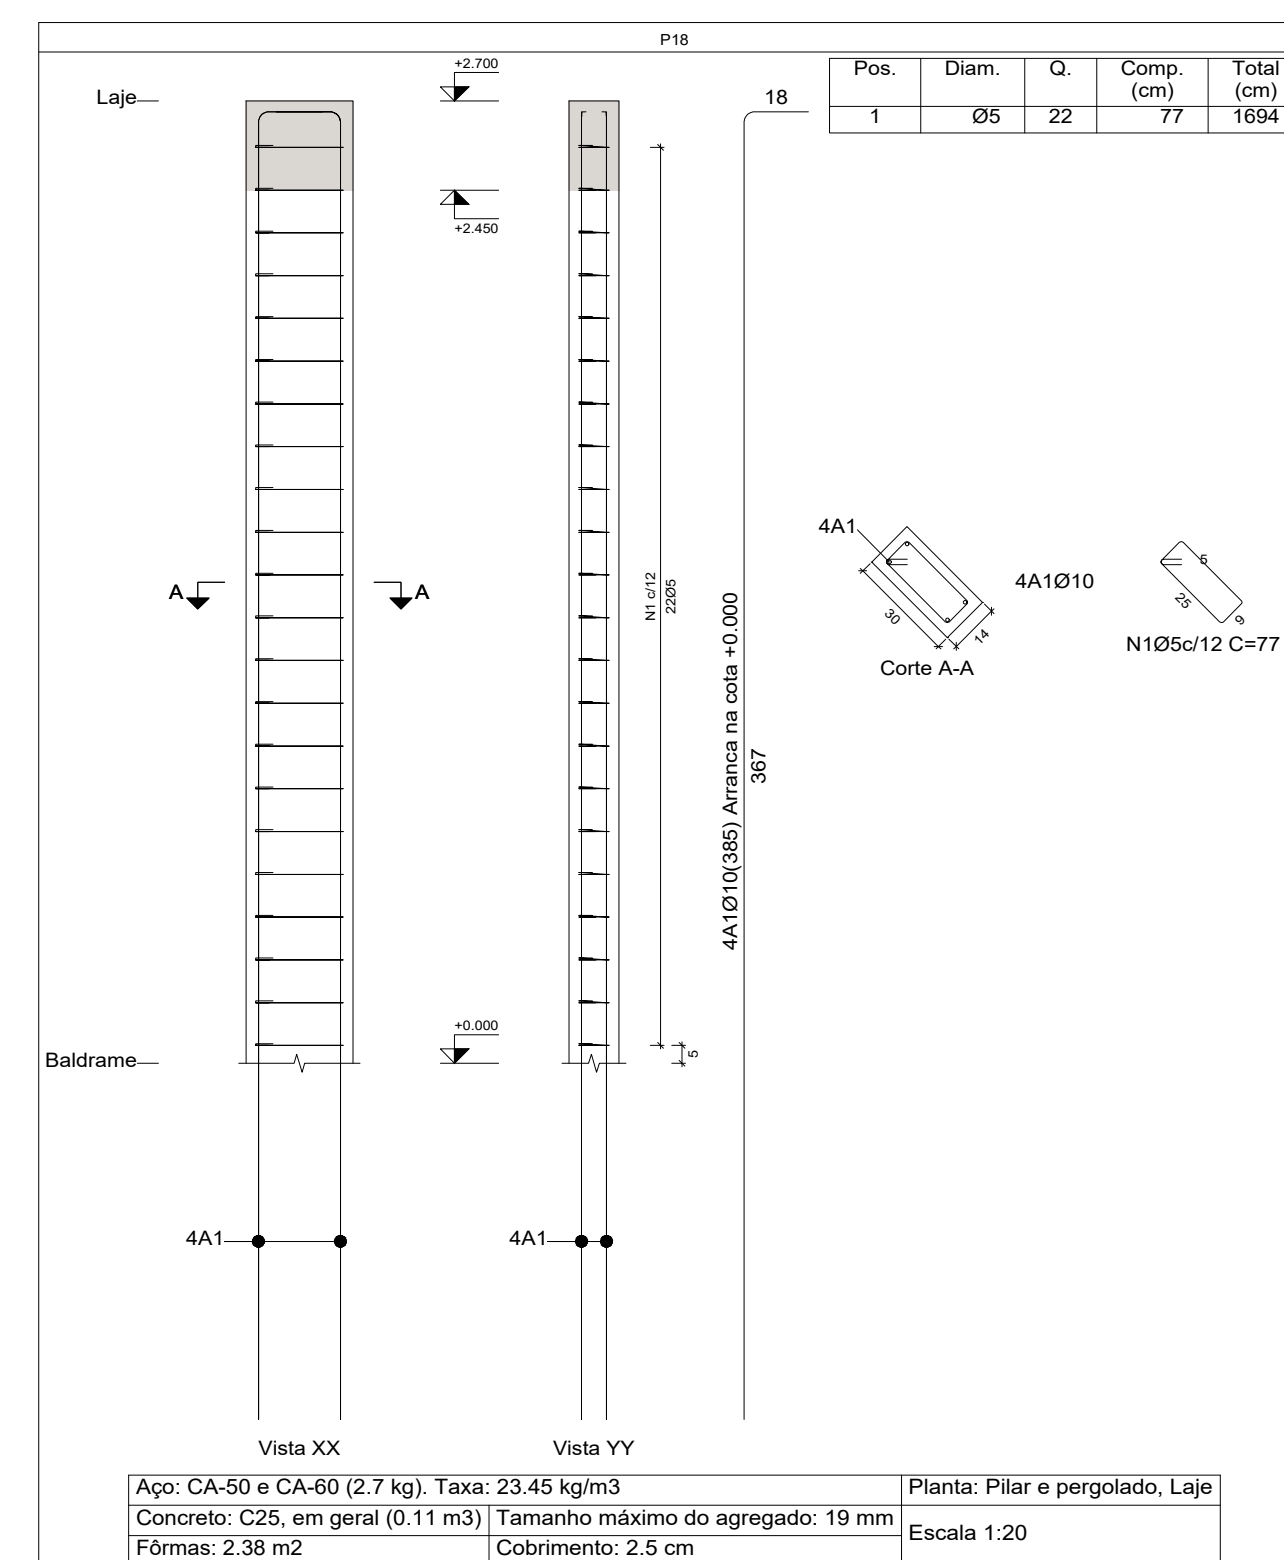 P18
Pos. Diam. Q. Comp. (cm) Total (cm)
1 Ø5 22 77 1694
Laje
+2.700
18
+2.450
A A
N1 c/12
22Ø5
4A1Ø10(385) Arranca na cota +0.000
367
4A1
30
14
Corte A-A
4A1Ø10
5
25
9
N1Ø5c/12 C=77
+0.000
5
Baldrame
4A1
4A1
Vista XX
Vista YY
Aço: CA-50 e CA-60 (2.7 kg). Taxa: 23.45 kg/m3
Planta: Pilar e pergolado, Laje
Concreto: C25, em geral (0.11 m3)
Tamanho máximo do agregado: 19 mm
Escala 1:20
Fôrmas: 2.38 m2
Cobrimento: 2.5 cm